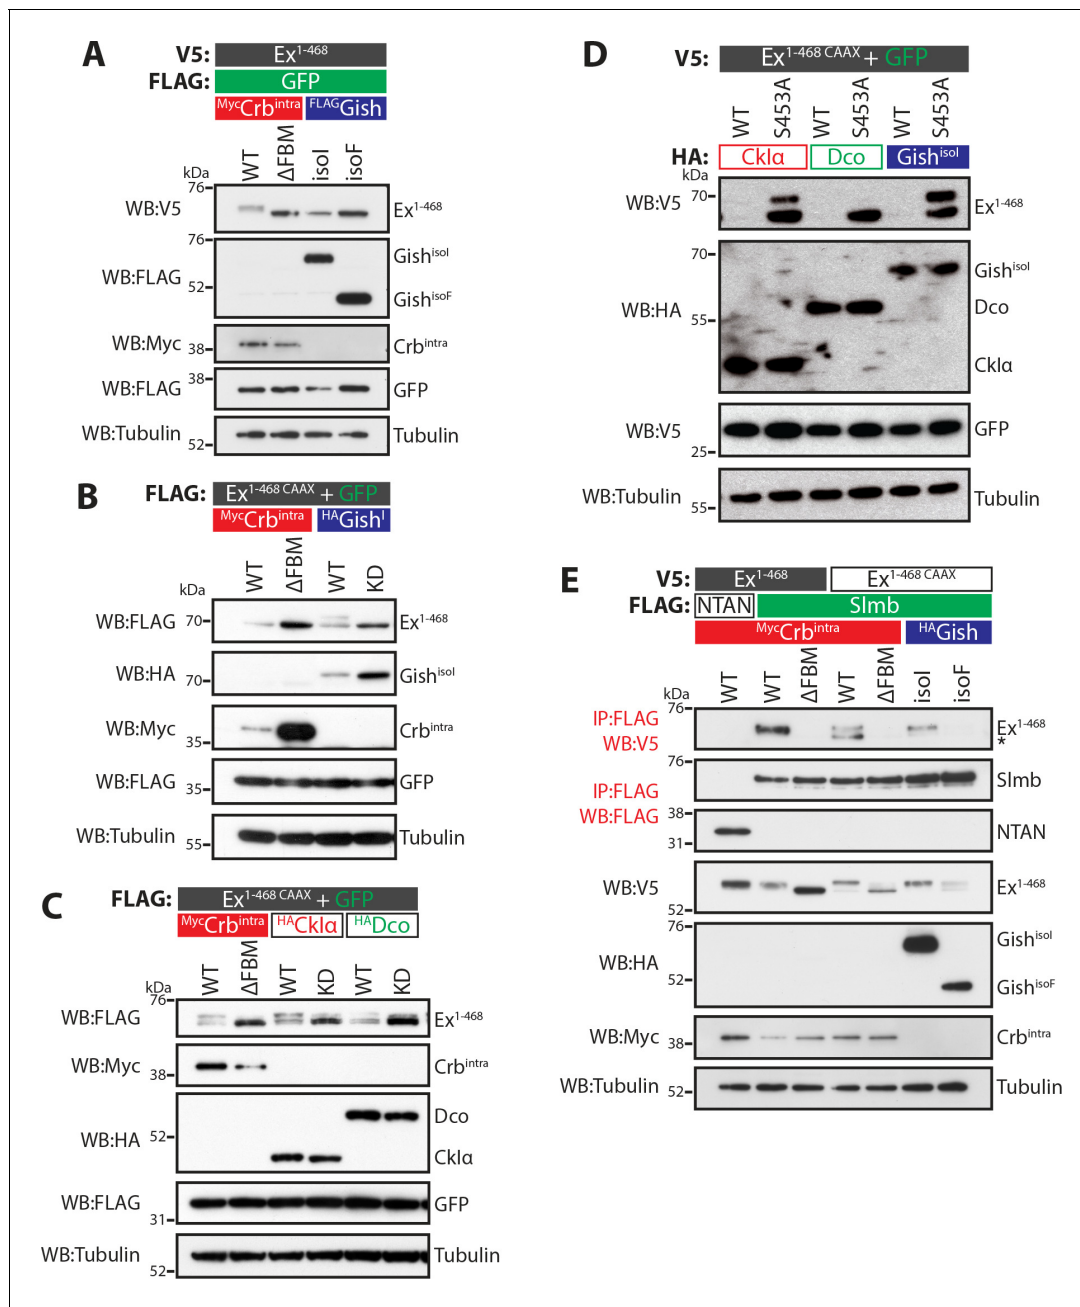 A
V5: Ex1-468
FLAG: GFP
MycCrbintra FLAGGish
WT ΔFBM isoI isoF
kDa
76
WB:V5 Ex1-468
76
WB:FLAG GishisoI
52
GishisoF
WB:Myc 38 Crbintra
38
WB:FLAG GFP
WB:Tubulin 52 Tubulin
B
FLAG: Ex1-468 CAAX + GFP
MycCrbintra HAGishI
WT ΔFBM WT KD
kDa
WB:FLAG 70 Ex1-468
WB:HA 70 GishisoI
WB:Myc 35 Crbintra
WB:FLAG 35 GFP
WB:Tubulin 55 Tubulin
C
FLAG: Ex1-468 CAAX + GFP
MycCrbintra HACkIα HADco
WT ΔFBM WT KD WT KD
kDa
76
WB:FLAG Ex1-468
WB:Myc 38 Crbintra
Dco
WB:HA 52
CkIα
WB:FLAG 31 GFP
WB:Tubulin 52 Tubulin
D
V5: Ex1-468 CAAX + GFP
WT S453A WT S453A WT S453A
HA: CkIα Dco GishisoI
kDa
WB:V5 70 Ex1-468
70
GishisoI
WB:HA 55 Dco
CkIα
WB:V5 25 GFP
WB:Tubulin 55 Tubulin
E
V5: Ex1-468 Ex1-468 CAAX
FLAG: NTAN Slmb
MycCrbintra HAGish
WT WT ΔFBM WT ΔFBM isoI isoF
kDa
76
IP:FLAG Ex1-468
WB:V5 *
76
Slmb
IP:FLAG
WB:FLAG 38
31 NTAN
WB:V5 Ex1-468
52
76
GishisoI
WB:HA
52 GishisoF
WB:Myc 38 Crbintra
WB:Tubulin 52 Tubulin